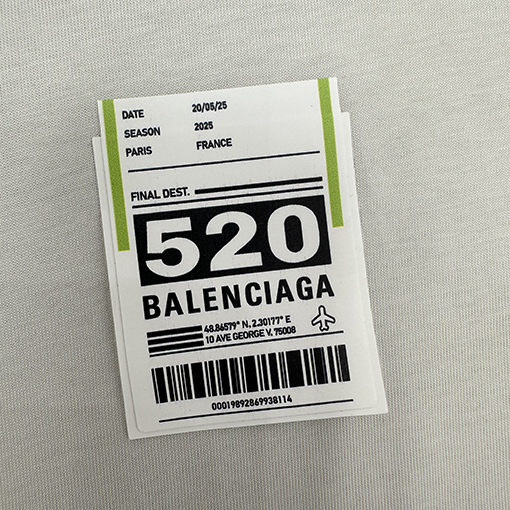 DATE 20/05/25
SEASON 2025
PARIS FRANCE
FINAL DEST.
520
BALENCIAGA
48.86579° N, 2.30177° E
10 AVE GEORGE V, 75008
00019892869938114